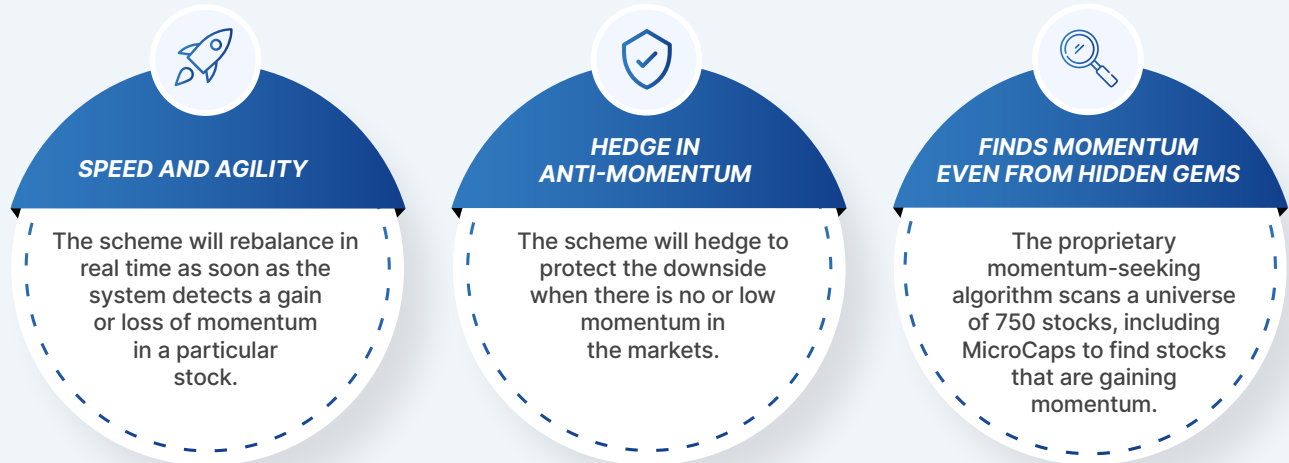 SPEED AND AGILITY
The scheme will rebalance in
real time as soon as the
system detects a gain
or loss of momentum
in a particular
stock.
HEDGE IN
ANTI-MOMENTUM
The scheme will hedge to
protect the downside
when there is no or low
momentum in
the markets.
FINDS MOMENTUM
EVEN FROM HIDDEN GEMS
The proprietary
momentum-seeking
algorithm scans a universe
of 750 stocks, including
MicroCaps to find stocks
that are gaining
momentum.